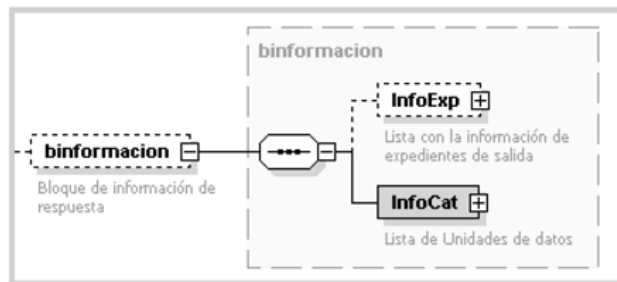 binformacion
InfoExp
Lista con la información de
expedientes de salida
binformacion
Bloque de información de
respuesta
InfoCat
Lista de Unidades de datos